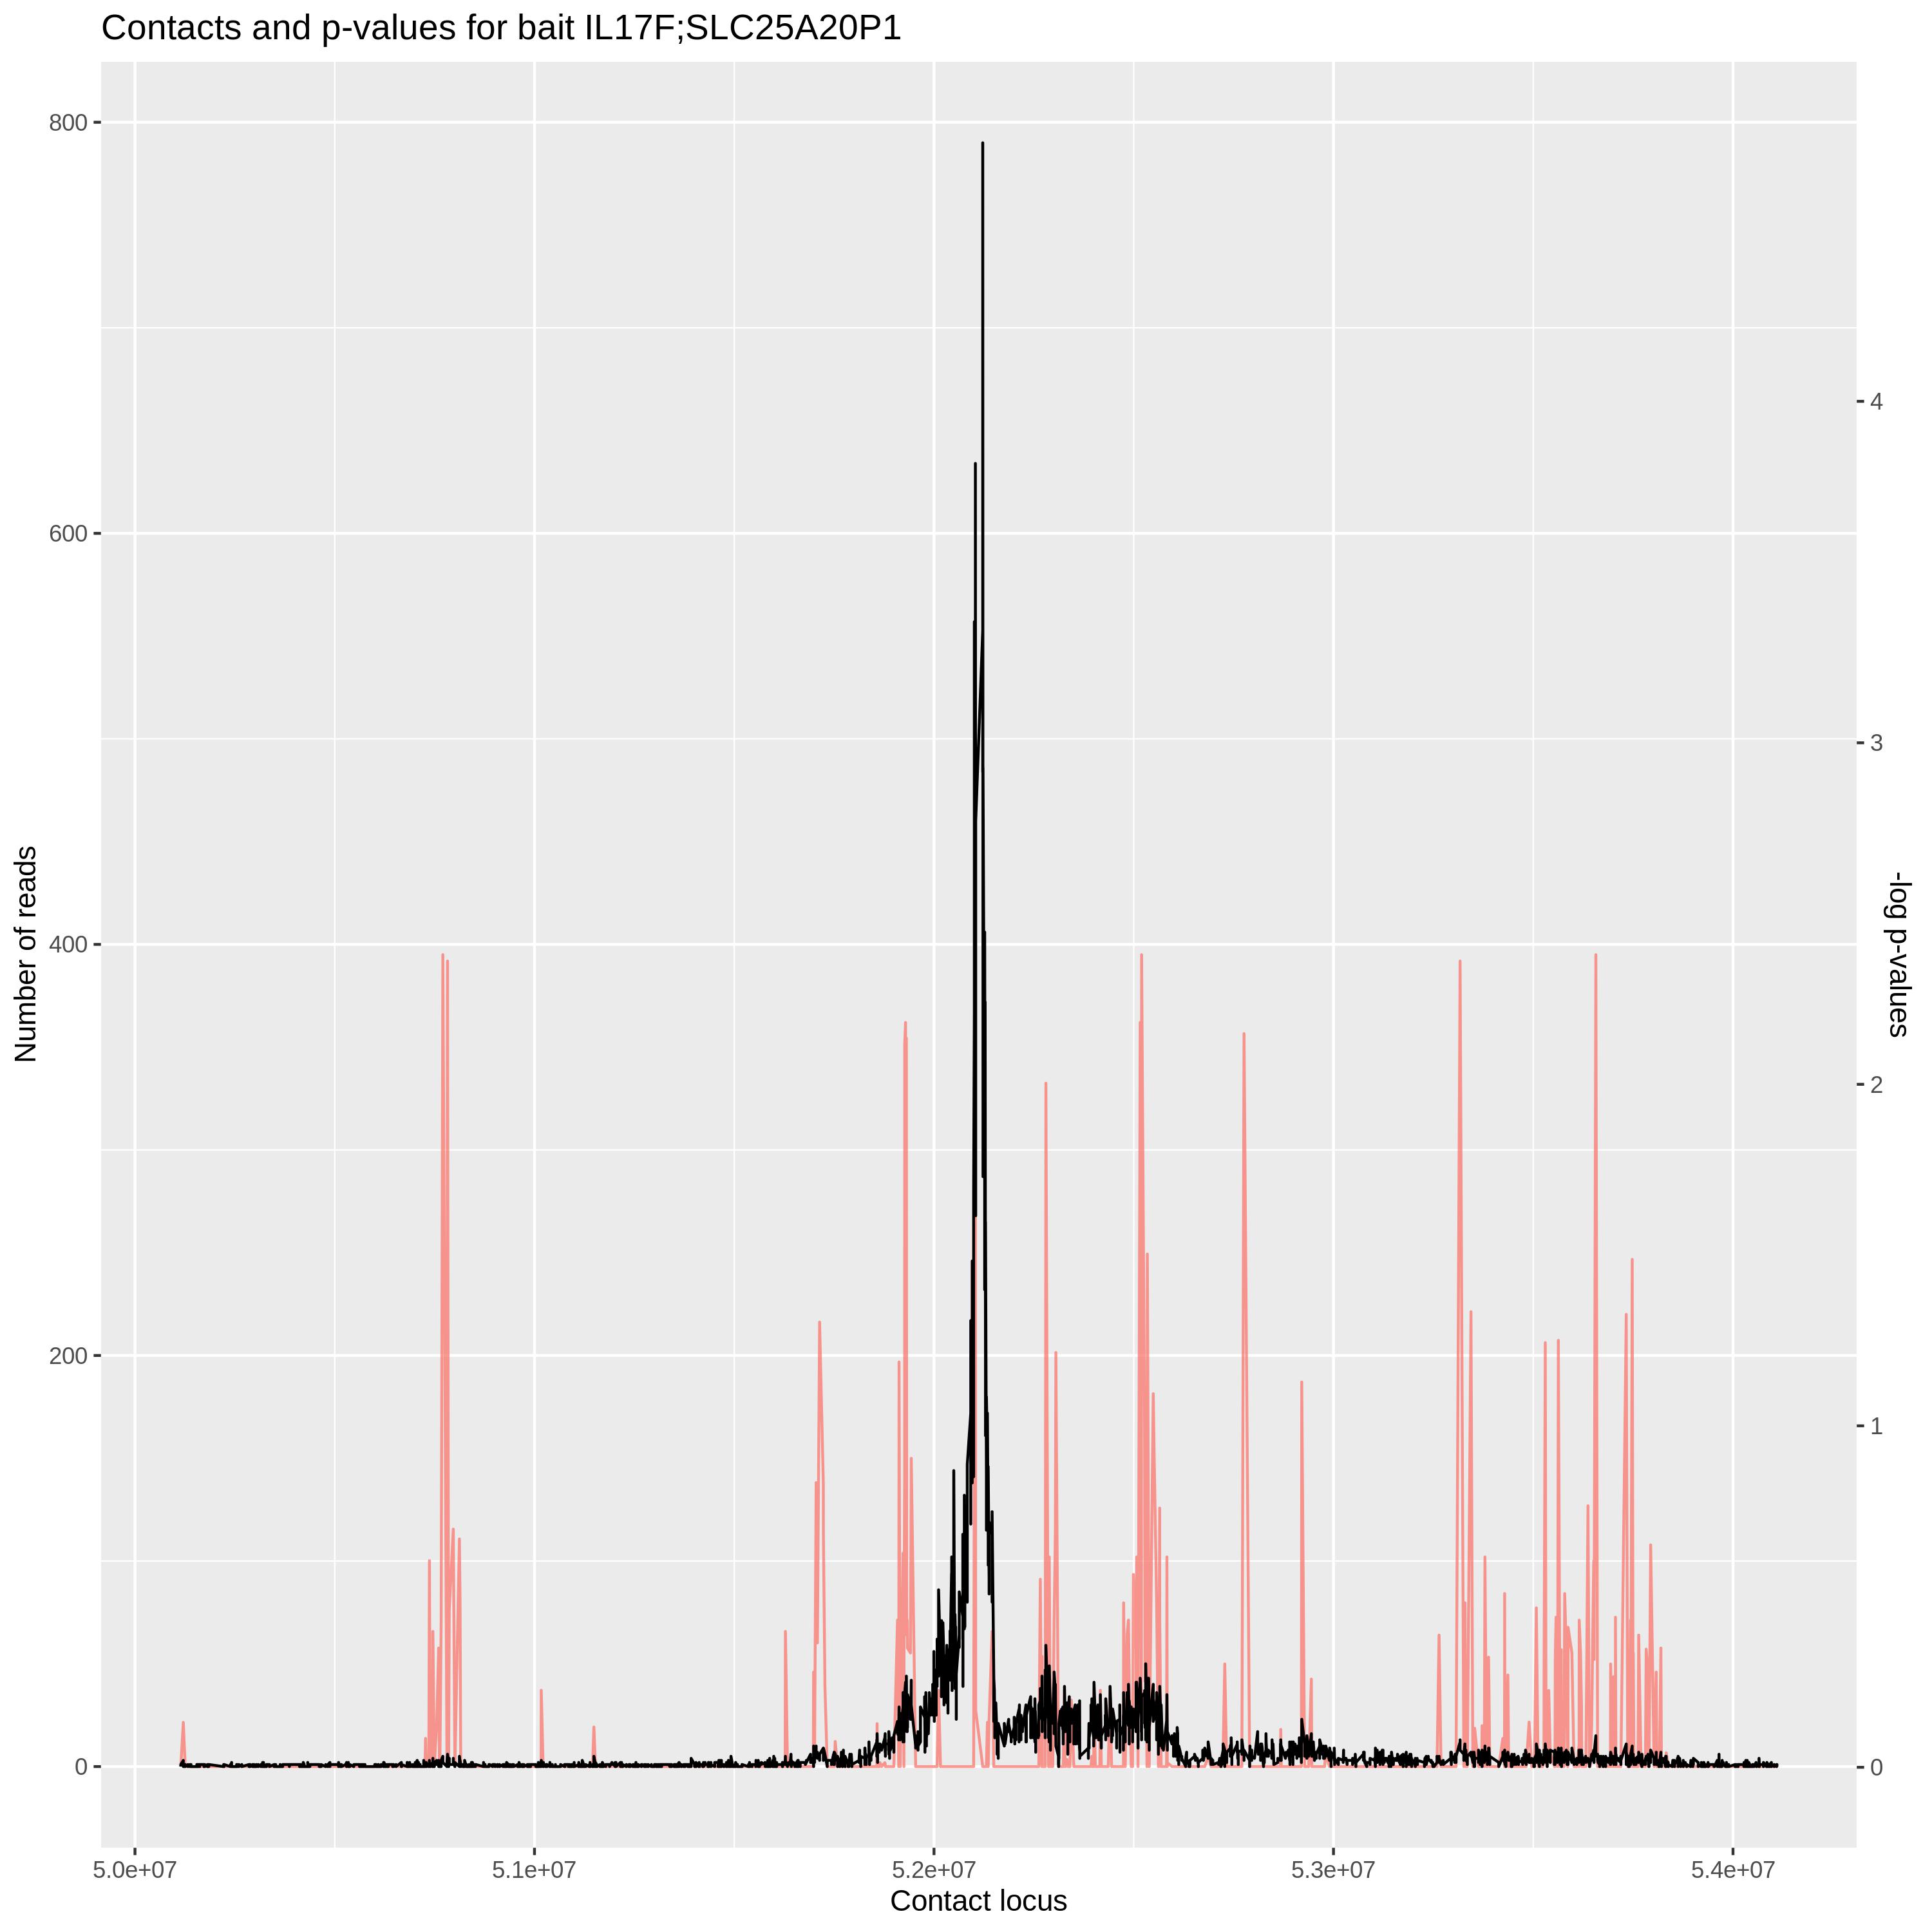 Contacts and p-values for bait IL17F;SLC25A20P1
800
600
400
200
0
Number of reads
4
3
2
1
0
-log p-values
5.0e+07 5.1e+07 5.2e+07 5.3e+07 5.4e+07
Contact locus